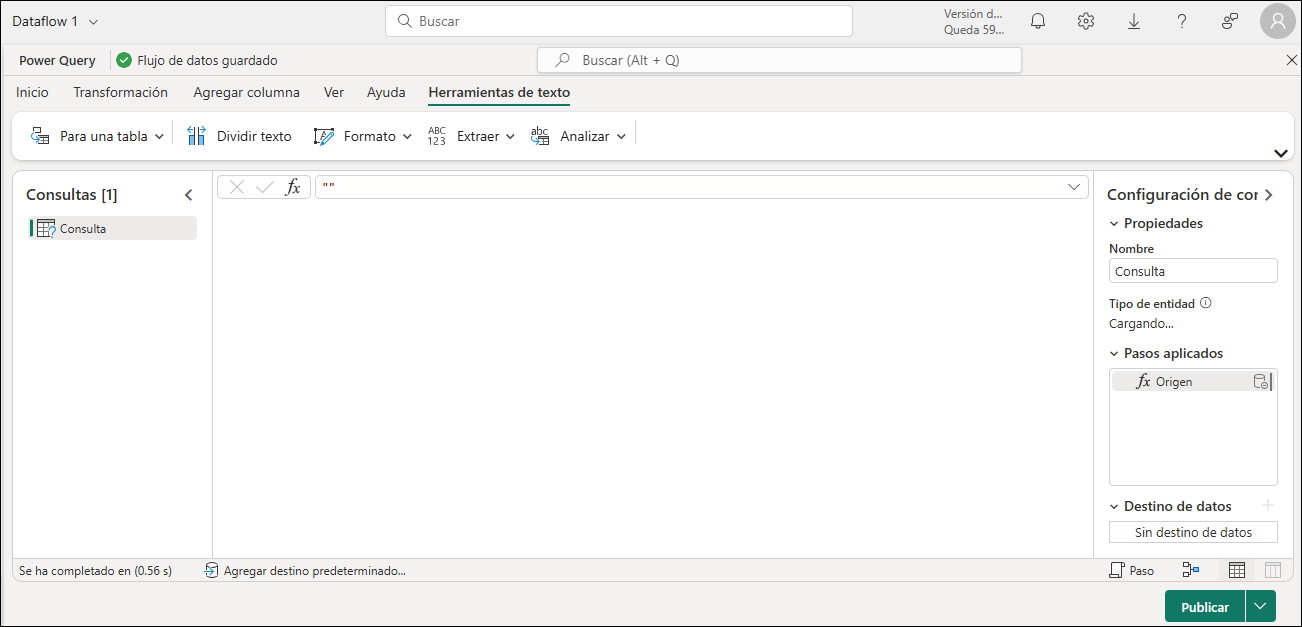 Dataflow 1
Buscar
Versión d...
Queda 59...
Power Query
Flujo de datos guardado
Buscar (Alt + Q)
Inicio
Transformación
Agregar columna
Ver
Ayuda
Herramientas de texto
Para una tabla
Dividir texto
Formato
ABC
123
Extraer
abc
Analizar
Consultas [1]
fx
""
Configuración de cor
Consulta
Propiedades
Nombre
Consulta
Tipo de entidad
Cargando...
Pasos aplicados
fx Origen
Destino de datos
Sin destino de datos
Se ha completado en (0.56 s)
Agregar destino predeterminado...
Paso
Publicar